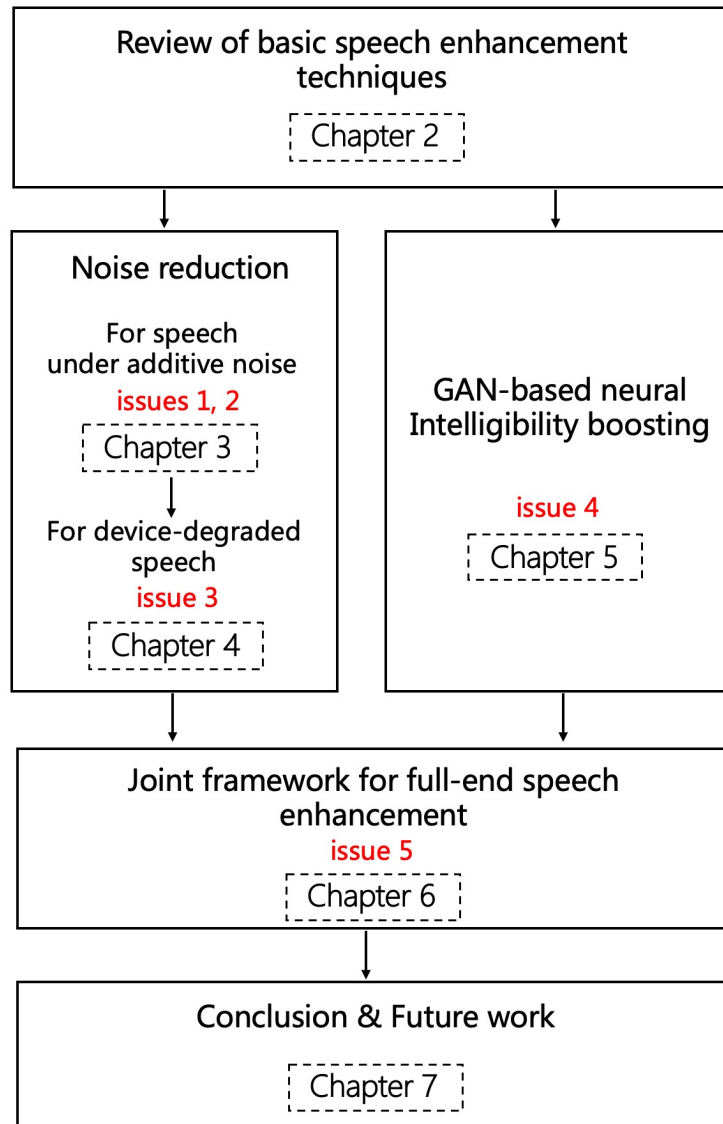 Review of basic speech enhancement
techniques
Chapter 2
Noise reduction
For speech
under additive noise
issues 1, 2
Chapter 3
For device-degraded
speech
issue 3
Chapter 4
GAN-based neural
Intelligibility boosting
issue 4
Chapter 5
Joint framework for full-end speech
enhancement
issue 5
Chapter 6
Conclusion & Future work
Chapter 7